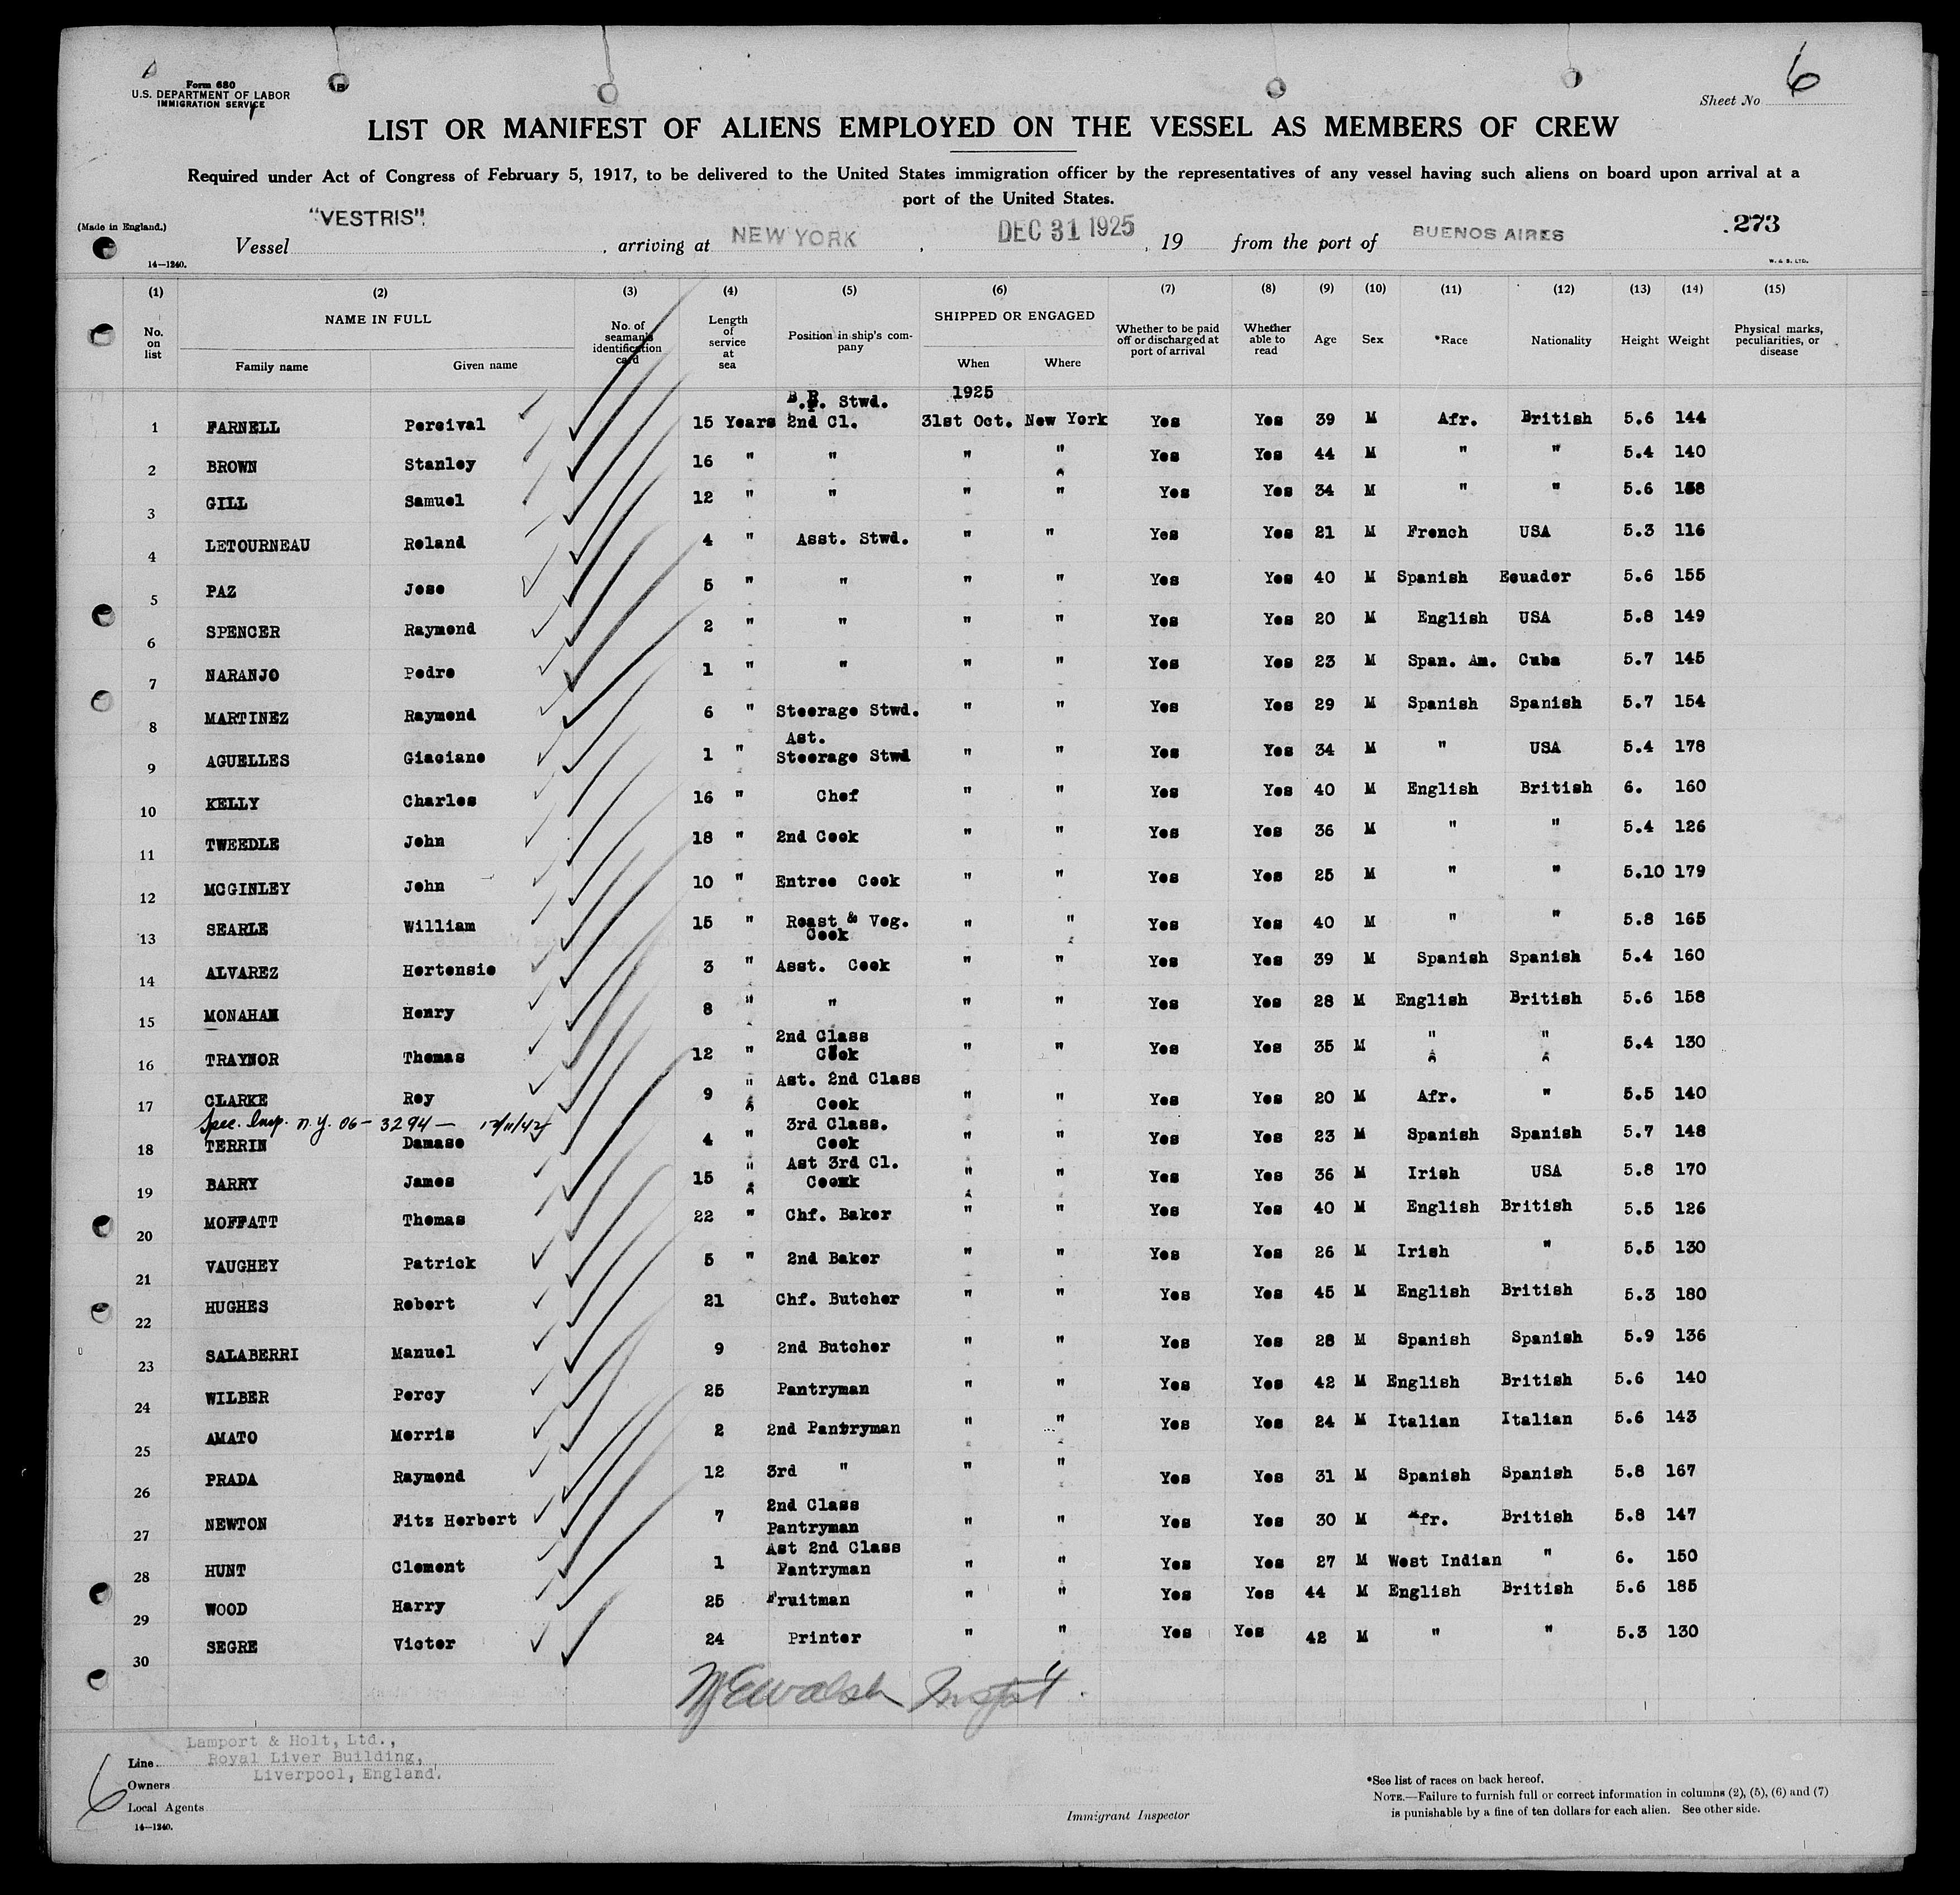 Form 680
U.S. DEPARTMENT OF LABOR
IMMIGRATION SERVICE
Sheet No 6
LIST OR MANIFEST OF ALIENS EMPLOYED ON THE VESSEL AS MEMBERS OF CREW
Required under Act of Congress of February 5, 1917, to be delivered to the United States immigration officer by the representatives of any vessel having such aliens on board upon arrival at a
port of the United States.
(Made in England.)
Vessel "VESTRIS". , arriving at NEW YORK , DEC 31 1925 , 19 from the port of BUENOS AIRES 273
14—1240.
W. & S. LTD.
(1) (2) (3) (4) (5) (6) (7) (8) (9) (10) (11) (12) (13) (14) (15)
No. on list NAME IN FULL Family name Given name No. of seaman's identification card Length of service at sea Position in ship's company SHIPPED OR ENGAGED When Where Whether to be paid off or discharged at port of arrival Whether able to read Age Sex *Race Nationality Height Weight Physical marks, peculiarities, or disease
1 FARNELL Percival 15 Years B.R. Stwd. 2nd Cl. 1925 31st Oct. New York Yes Yes 39 M Afr. British 5.6 144
2 BROWN Stanley 16 " " " " Yes Yes 44 M " " 5.4 140
3 GILL Samuel 12 " " " " Yes Yes 34 M " " 5.6 158
4 LETOURNEAU Roland 4 " Asst. Stwd. " " Yes Yes 21 M French USA 5.3 116
5 PAZ Jose 5 " " " " Yes Yes 40 M Spanish Ecuador 5.6 155
6 SPENCER Raymond 2 " " " " Yes Yes 20 M English USA 5.8 149
7 NARANJO Pedro 1 " " " " Yes Yes 23 M Span. Am. Cuba 5.7 145
8 MARTINEZ Raymond 6 " Steerage Stwd. " " Yes Yes 29 M Spanish Spanish 5.7 154
9 AGUELLES Giaciano 1 " Ast. Steerage Stwd " " Yes Yes 34 M " USA 5.4 178
10 KELLY Charles 16 " Chef " " Yes Yes 40 M English British 6. 160
11 TWEEDLE John 18 " 2nd Cook " " Yes Yes 36 M " " 5.4 126
12 MCGINLEY John 10 " Entree Cook " " Yes Yes 25 M " " 5.10 179
13 SEARLE William 15 " Roast & Veg. Cook " " Yes Yes 40 M " " 5.8 165
14 ALVAREZ Hortensio 3 " Asst. Cook " " Yes Yes 39 M Spanish Spanish 5.4 160
15 MONAHAN Henry 8 " " " " Yes Yes 28 M English British 5.6 158
16 TRAYNOR Thomas 12 " 2nd Class Cook " " Yes Yes 35 M " " 5.4 130
17 CLARKE Roy 9 " Ast. 2nd Class Cook " " Yes Yes 20 M Afr. " 5.5 140
Spec. Insp. N.Y. 06-3294 — 12/11/42
18 TERRIN Damaso 4 " 3rd Class. Cook " " Yes Yes 23 M Spanish Spanish 5.7 148
19 BARRY James 15 " Ast 3rd Cl. Coomk " " Yes Yes 36 M Irish USA 5.8 170
20 MOFFATT Thomas 22 " Chf. Baker " " Yes Yes 40 M English British 5.5 126
21 VAUGHEY Patrick 5 " 2nd Baker " " Yes Yes 26 M Irish " 5.5 130
22 HUGHES Robert 21 Chf. Butcher " " Yes Yes 45 M English British 5.3 180
23 SALABERRI Manuel 9 2nd Butcher " " Yes Yes 28 M Spanish Spanish 5.9 136
24 WILBER Percy 25 Pantryman " " Yes Yes 42 M English British 5.6 140
25 AMATO Morris 2 2nd Pantryman " " Yes Yes 24 M Italian Italian 5.6 143
26 PRADA Raymond 12 3rd " " " Yes Yes 31 M Spanish Spanish 5.8 167
27 NEWTON Fitz Herbert 7 2nd Class Pantryman " " Yes Yes 30 M Afr. British 5.8 147
28 HUNT Clement 1 Ast 2nd Class Pantryman " " Yes Yes 27 M West Indian " 6. 150
29 WOOD Harry 25 Fruitman " " Yes Yes 44 M English British 5.6 185
30 SEGRE Victor 24 Printer " " Yes Yes 42 M " " 5.3 130
Walsh Inspt.
Line Lamport & Holt, Ltd.,
Royal Liver Building,
Liverpool, England.
Owners
Local Agents
6
14—1240.
Immigrant Inspector
*See list of races on back hereof.
NOTE.—Failure to furnish full or correct information in columns (2), (5), (6) and (7)
is punishable by a fine of ten dollars for each alien. See other side.